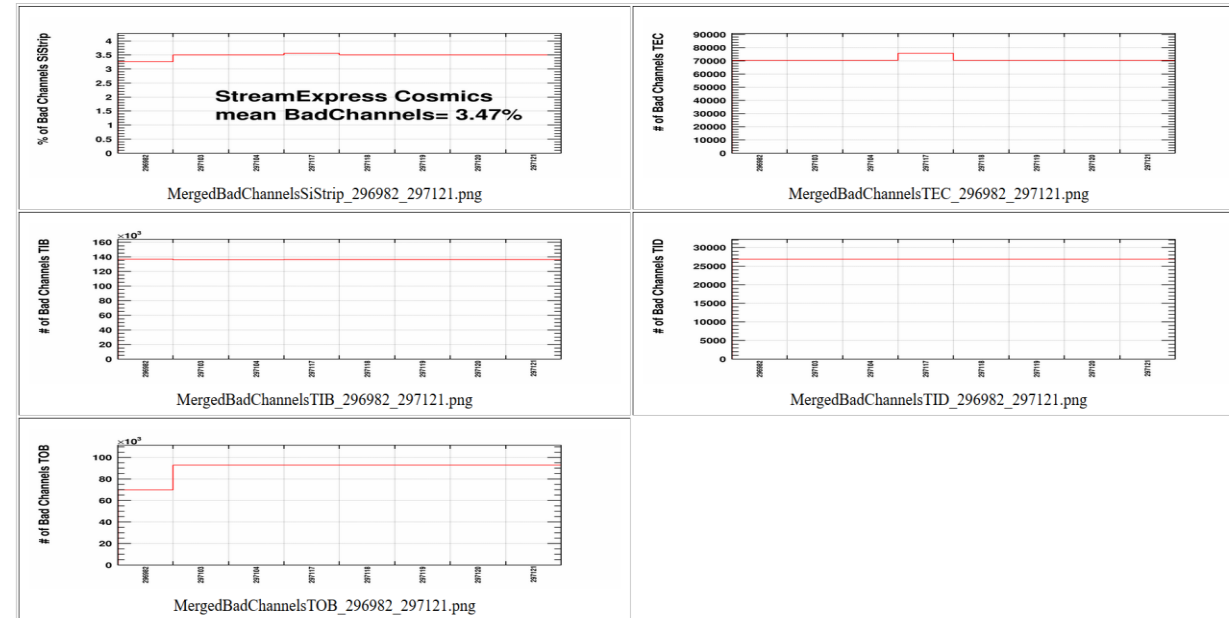 % of Bad Channels SiStrip
4
3.5
3
2.5
2
1.5
1
0.5
0
StreamExpress Cosmics
mean BadChannels= 3.47%
296982 297103 297104 297117 297118 297119 297120 297121
MergedBadChannelsSiStrip_296982_297121.png
# of Bad Channels TEC
90000
80000
70000
60000
50000
40000
30000
20000
10000
0
296982 297103 297104 297117 297118 297119 297120 297121
MergedBadChannelsTEC_296982_297121.png
# of Bad Channels TIB
×10³
160
140
120
100
80
60
40
20
0
296982 297103 297104 297117 297118 297119 297120 297121
MergedBadChannelsTIB_296982_297121.png
# of Bad Channels TID
30000
25000
20000
15000
10000
5000
0
296982 297103 297104 297117 297118 297119 297120 297121
MergedBadChannelsTID_296982_297121.png
# of Bad Channels TOB
×10³
100
80
60
40
20
0
296982 297103 297104 297117 297118 297119 297120 297121
MergedBadChannelsTOB_296982_297121.png